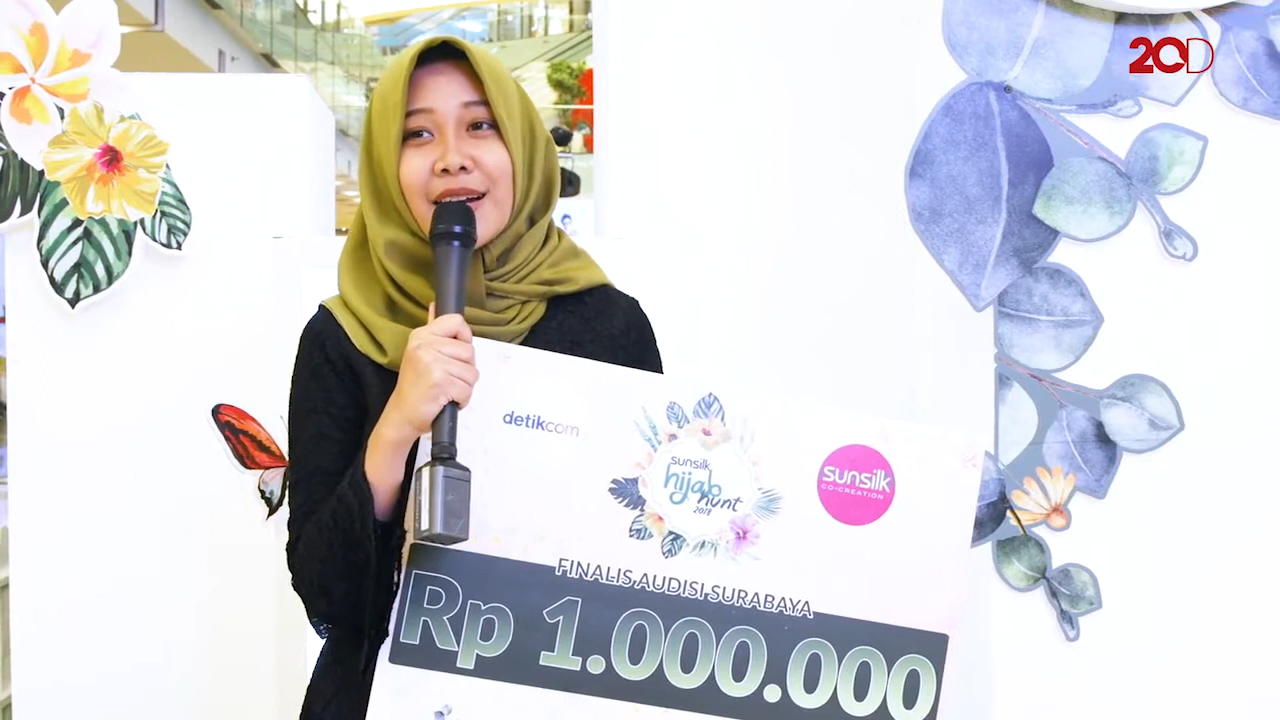 20D
detikcom
sunsilk
hijab
hunt
2018
sunsilk
CO-CREATION
FINALIS AUDISI SURABAYA
Rp 1.000.000